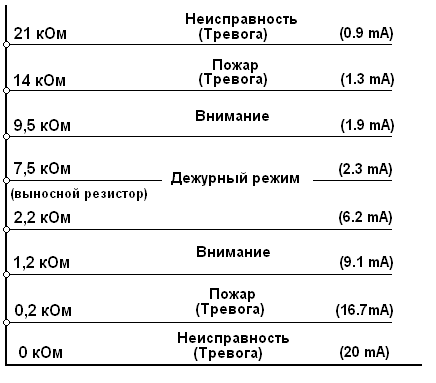 Неисправность
21 кОм (Тревога) (0.9 mA)
Пожар
14 кОм (Тревога) (1.3 mA)
Внимание
9,5 кОм (1.9 mA)
7,5 кОм (2.3 mA)
Дежурный режим
(выносной резистор)
2,2 кОм (6.2 mA)
Внимание
1,2 кОм (9.1 mA)
Пожар
0,2 кОм (Тревога) (16.7mA)
Неисправность
0 кОм (Тревога) (20 mA)